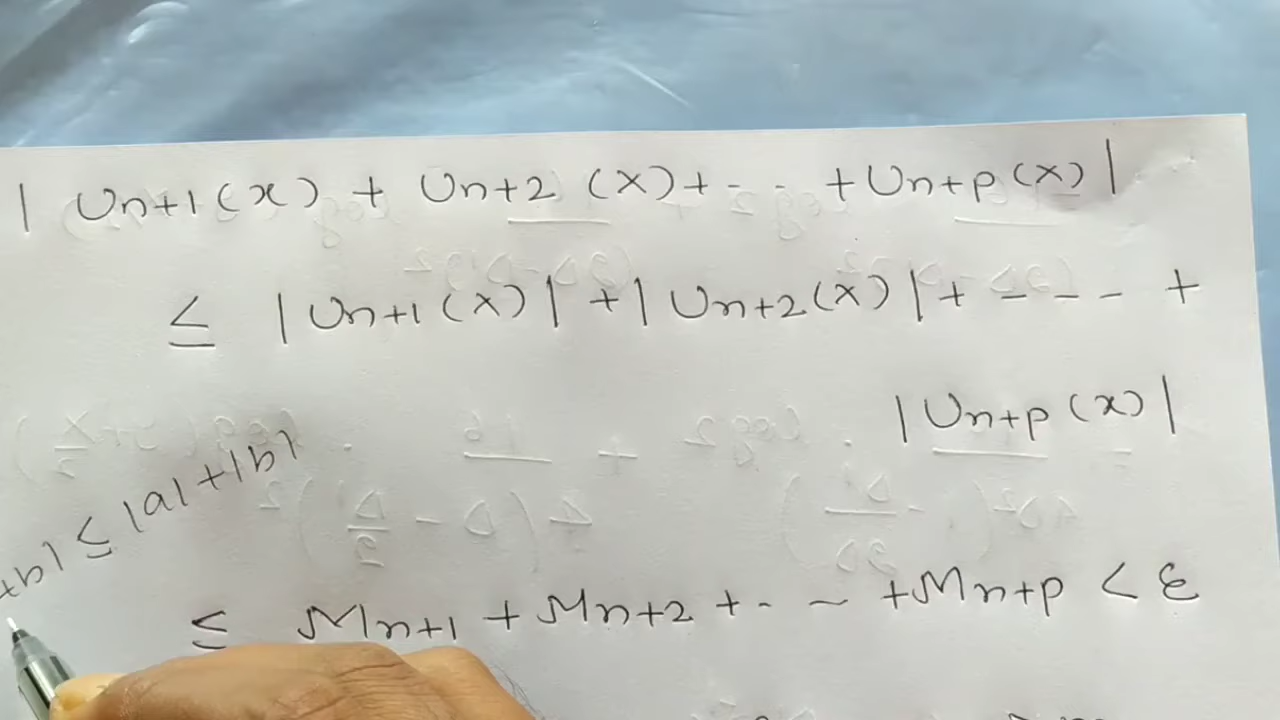 | Un+1(x) + Un+2 (x)+ - - +Un+p(x)|
≤ |Un+1(x)| +| Un+2(x)|+ - - - +
|Un+p(x)|
+b| ≤ |a|+|b|
≤ Mn+1 + Mn+2 + - - +Mn+p < ε